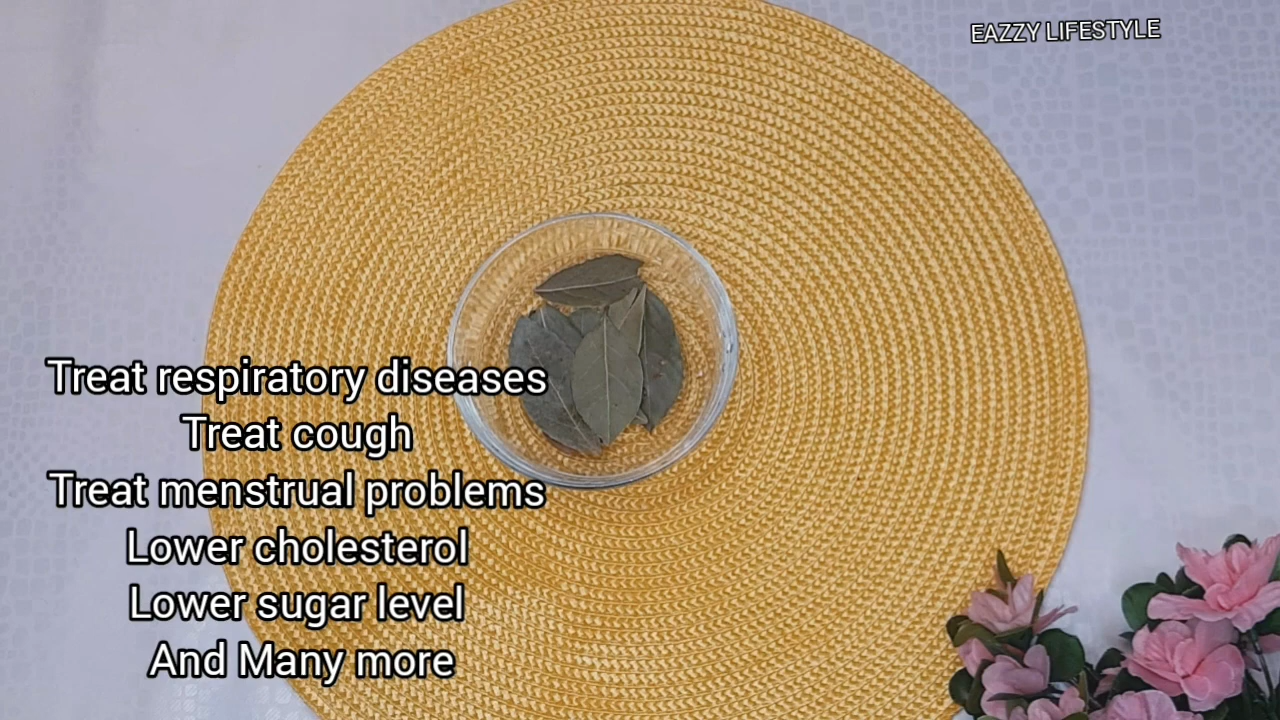 EAZZY LIFESTYLE
Treat respiratory diseases
Treat cough
Treat menstrual problems
Lower cholesterol
Lower sugar level
And Many more